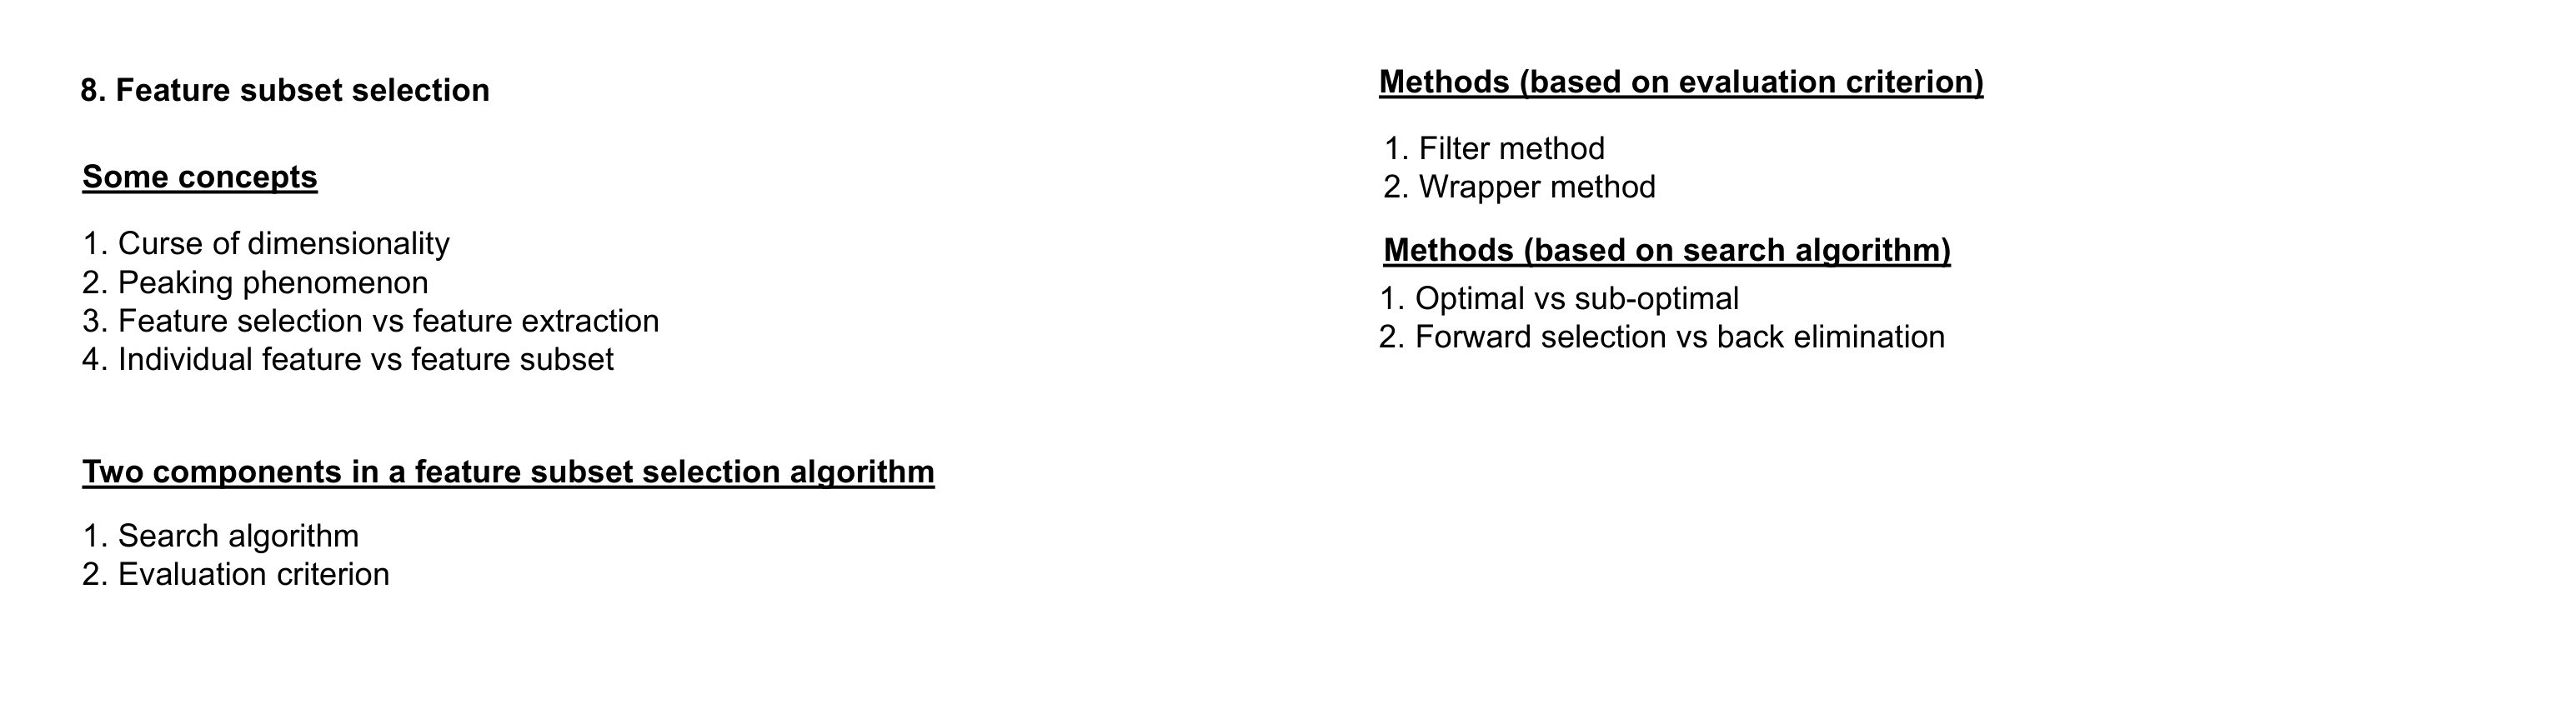 8. Feature subset selection
Some concepts
1. Curse of dimensionality
2. Peaking phenomenon
3. Feature selection vs feature extraction
4. Individual feature vs feature subset
Two components in a feature subset selection algorithm
1. Search algorithm
2. Evaluation criterion
Methods (based on evaluation criterion)
1. Filter method
2. Wrapper method
Methods (based on search algorithm)
1. Optimal vs sub-optimal
2. Forward selection vs back elimination